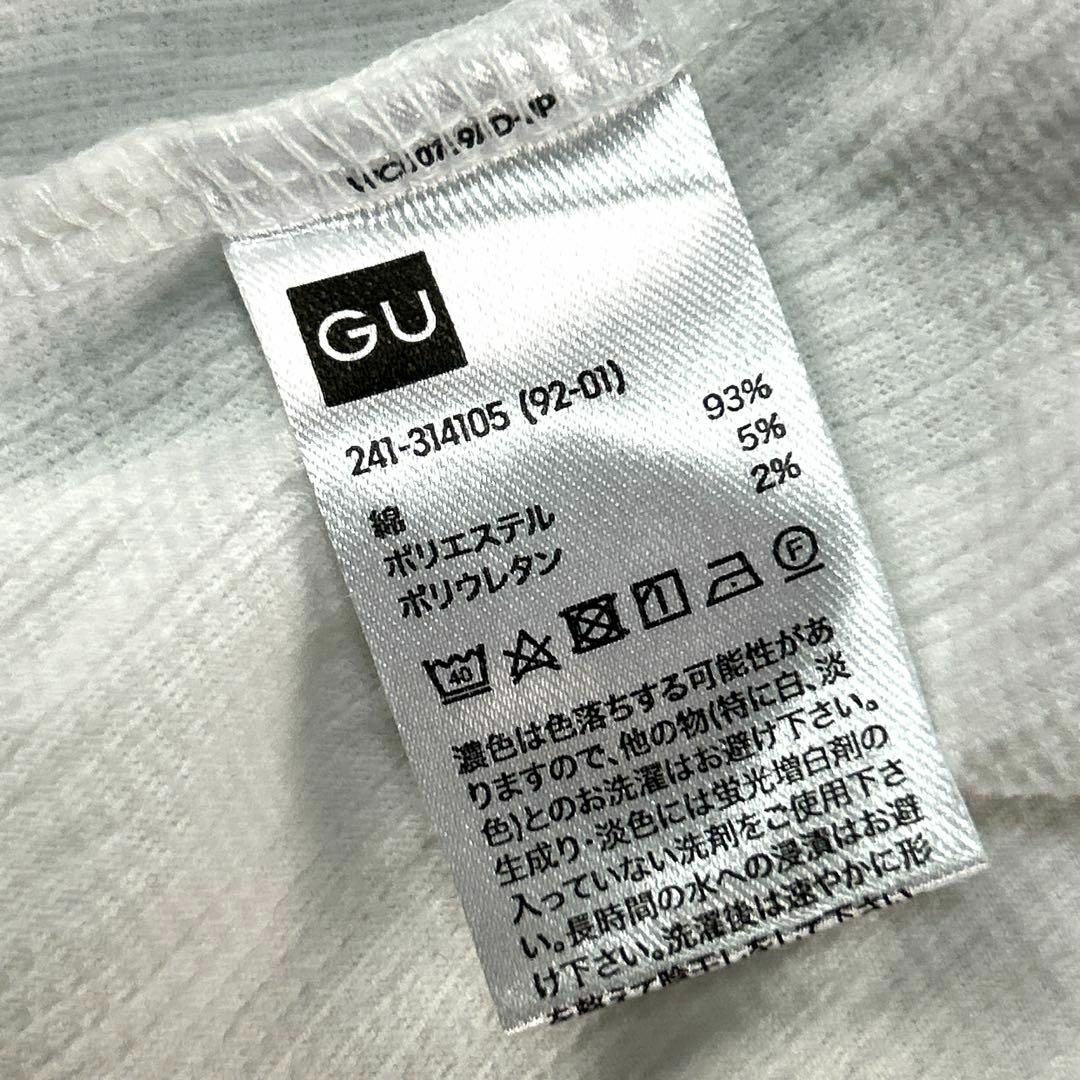 GU
241-314105 (92-01)
綿 93%
ポリエステル 5%
ポリウレタン 2%
40
F
濃色は色落ちする可能性があ
りますので、他の物(特に白、淡
色)とのお洗濯はお避け下さい。
生成り・淡色には蛍光増白剤の
入っていない洗剤をご使用下さ
い。長時間の水への浸漬はお避
け下さい。洗濯後は速やかに形